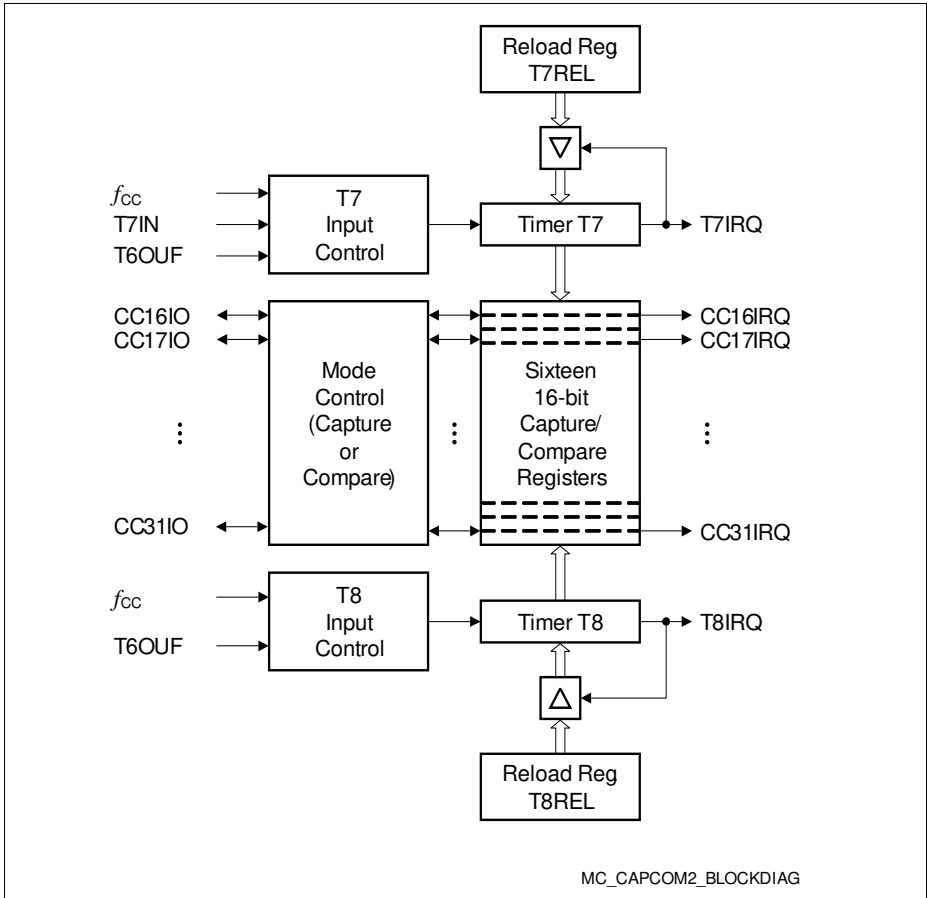 Reload Reg.
T7REL
fCC
T7IN
T6OUF
T7
Input
Control
Timer T7
T7IRQ
CC16IO
CC17IO
CC31IO
Mode
Control
(Capture
or
Compare)
Sixteen
16-bit
Capture/
Compare
Registers
CC16IRQ
CC17IRQ
CC31IRQ
fCC
T6OUF
T8
Input
Control
Timer T8
T8IRQ
Reload Reg.
T8REL
MC_CAPCOM2_BLOCKDIAG